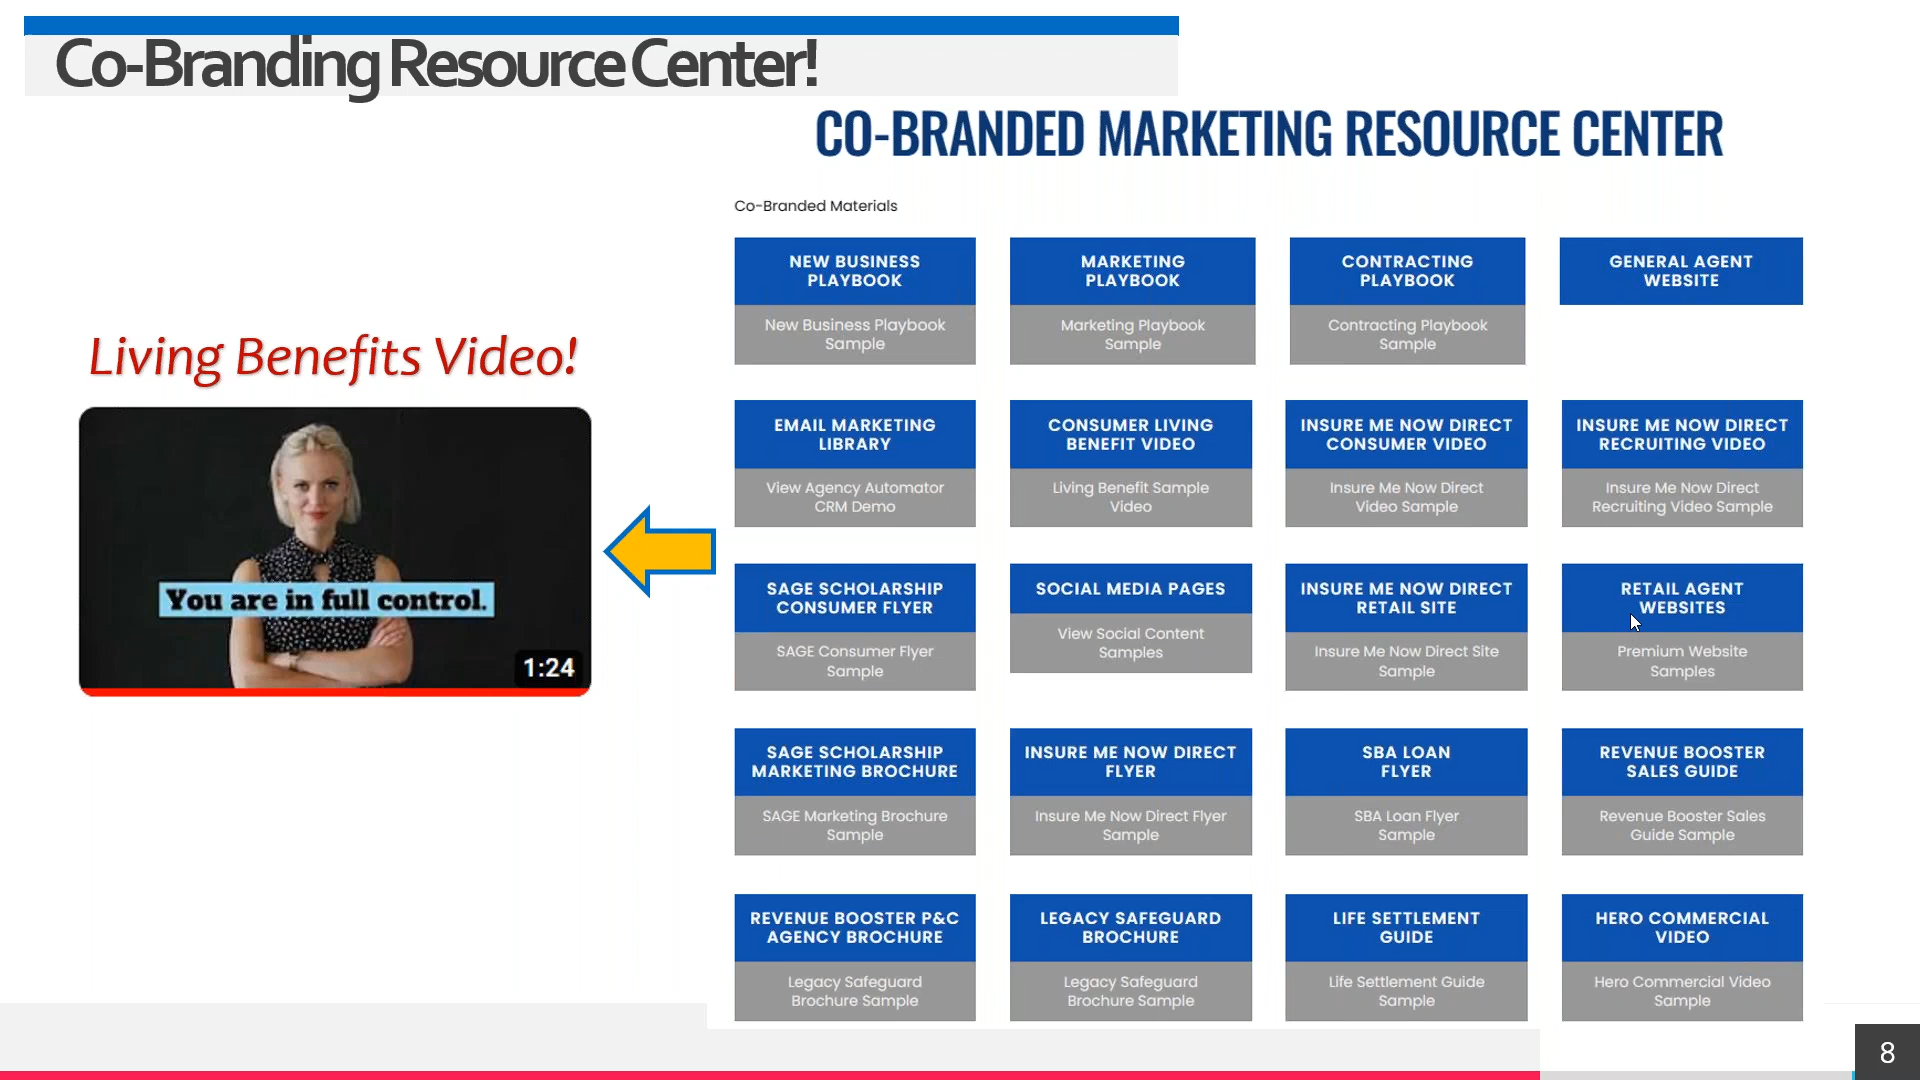 Co-Branding Resource Center!
CO-BRANDED MARKETING RESOURCE CENTER
Co-Branded Materials
NEW BUSINESS
PLAYBOOK
New Business Playbook
Sample
MARKETING
PLAYBOOK
Marketing Playbook
Sample
CONTRACTING
PLAYBOOK
Contracting Playbook
Sample
GENERAL AGENT
WEBSITE
Living Benefits Video!
You are in full control.
1:24
EMAIL MARKETING
LIBRARY
View Agency Automator
CRM Demo
CONSUMER LIVING
BENEFIT VIDEO
Living Benefit Sample
Video
INSURE ME NOW DIRECT
CONSUMER VIDEO
Insure Me Now Direct
Video Sample
INSURE ME NOW DIRECT
RECRUITING VIDEO
Insure Me Now Direct
Recruiting Video Sample
SAGE SCHOLARSHIP
CONSUMER FLYER
SAGE Consumer Flyer
Sample
SOCIAL MEDIA PAGES
View Social Content
Samples
INSURE ME NOW DIRECT
RETAIL SITE
Insure Me Now Direct Site
Sample
RETAIL AGENT
WEBSITES
Premium Website
Samples
SAGE SCHOLARSHIP
MARKETING BROCHURE
SAGE Marketing Brochure
Sample
INSURE ME NOW DIRECT
FLYER
Insure Me Now Direct Flyer
Sample
SBA LOAN
FLYER
SBA Loan Flyer
Sample
REVENUE BOOSTER
SALES GUIDE
Revenue Booster Sales
Guide Sample
REVENUE BOOSTER P&C
AGENCY BROCHURE
Legacy Safeguard
Brochure Sample
LEGACY SAFEGUARD
BROCHURE
Legacy Safeguard
Brochure Sample
LIFE SETTLEMENT
GUIDE
Life Settlement Guide
Sample
HERO COMMERCIAL
VIDEO
Hero Commercial Video
Sample
8